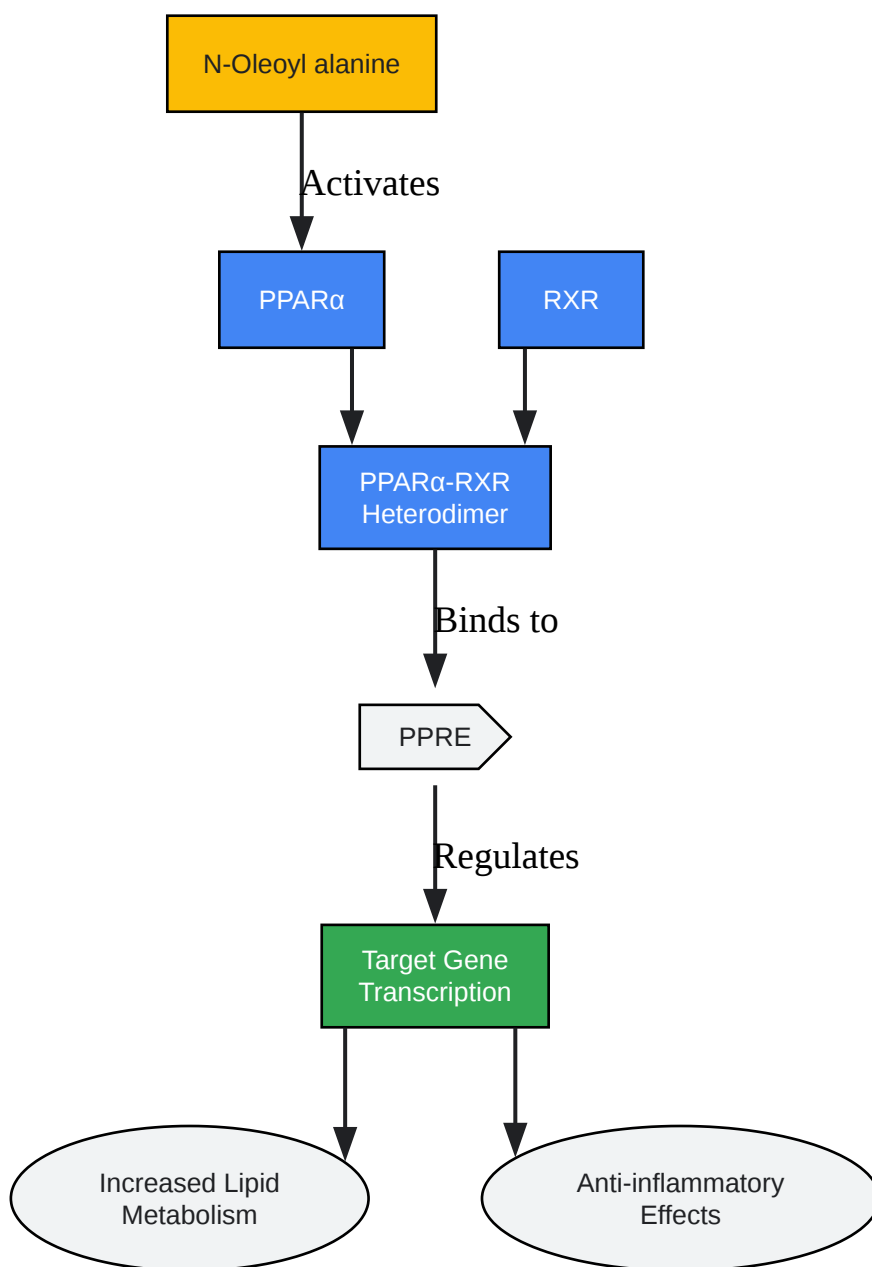 N-Oleoyl alanine
Activates
PPARα
RXR
PPARα-RXR
Heterodimer
Binds to
PPRE
Regulates
Target Gene
Transcription
Increased Lipid
Metabolism
Anti-inflammatory
Effects